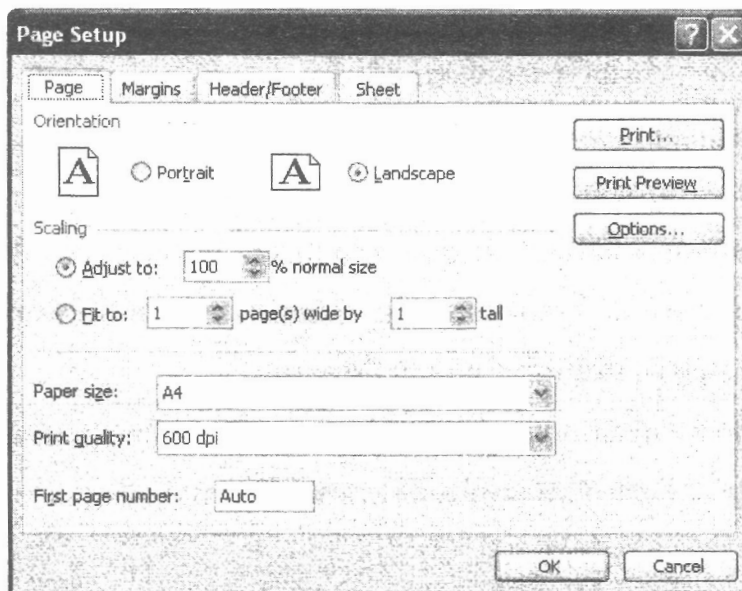 Page Setup
Page Margins Header/Footer Sheet
Orientation
Print...
A Portrait A Landscape
Print Preview
Scaling
Options...
Adjust to: 100 % normal size
Fit to: 1 page(s) wide by 1 tall
Paper size: A4
Print quality: 600 dpi
First page number: Auto
OK Cancel